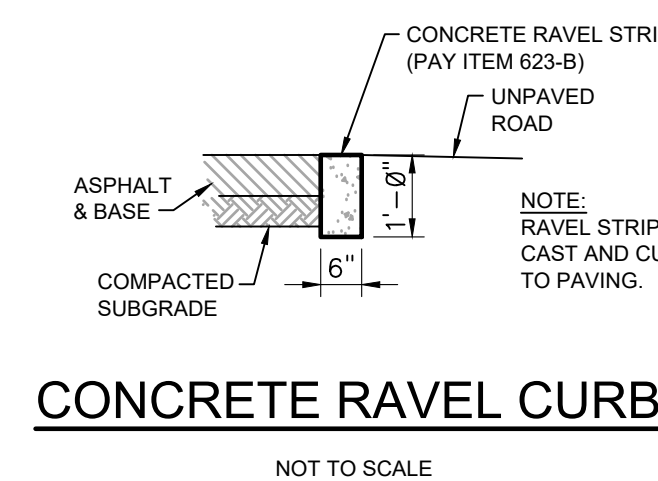 CONCRETE RAVEL STRI
(PAY ITEM 623-B)
UNPAVED
ROAD
ASPHALT
& BASE
1'-Ø"
NOTE:
RAVEL STRIP
CAST AND CU
TO PAVING.
6"
COMPACTED
SUBGRADE
CONCRETE RAVEL CURB
NOT TO SCALE